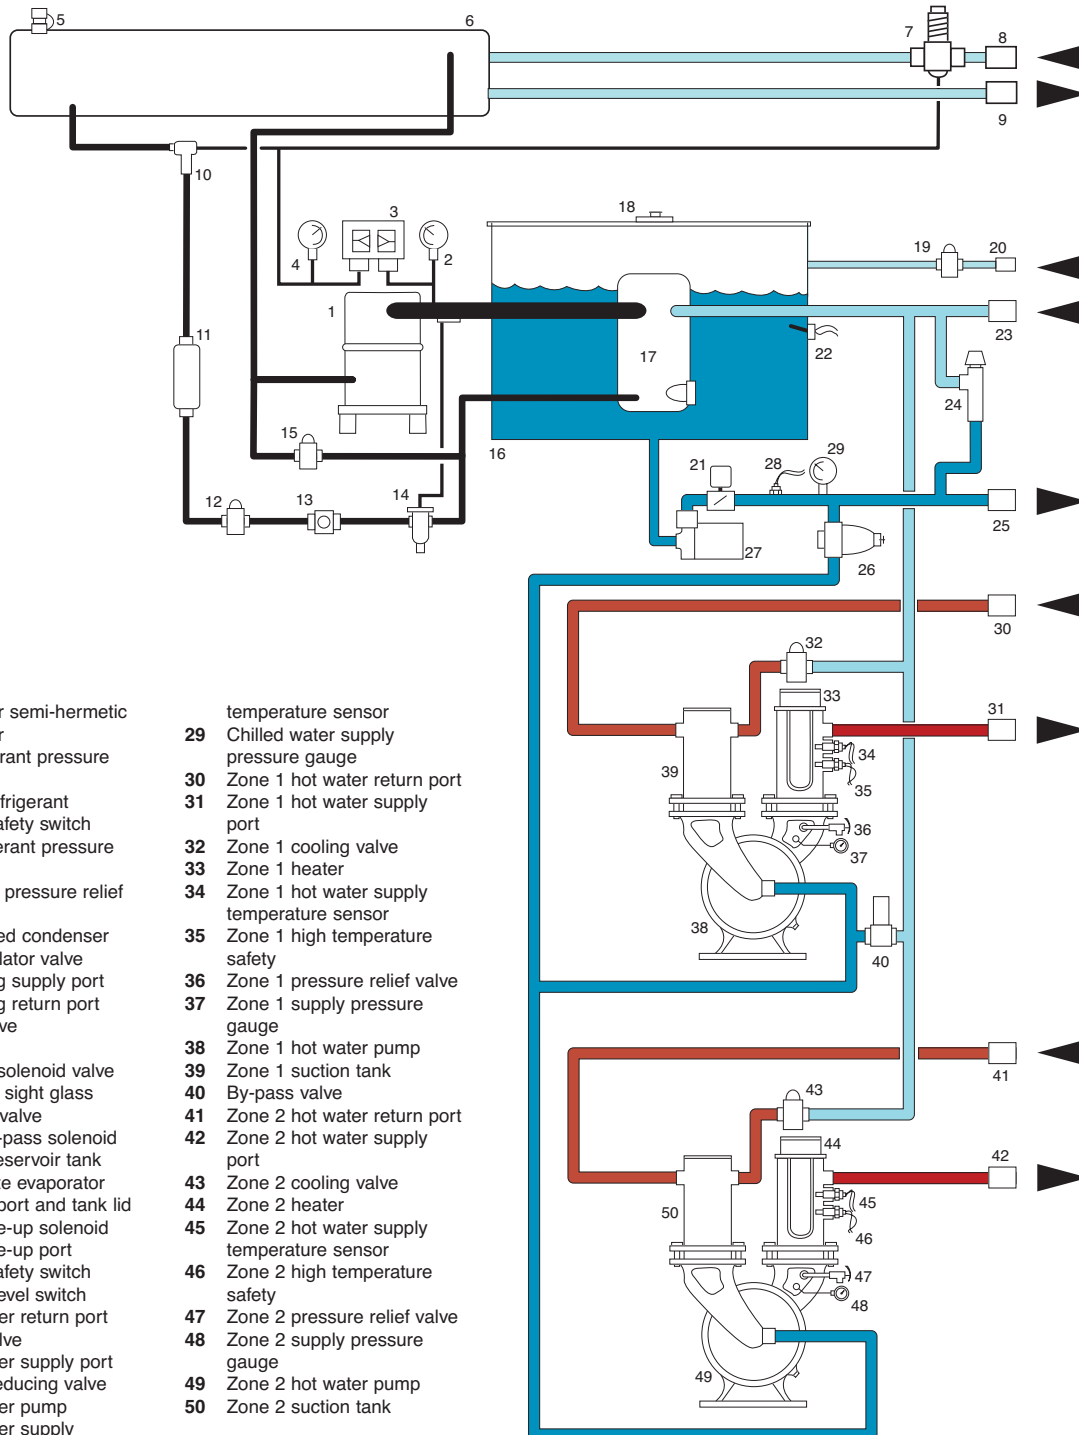 5
6
7
8
9
10
3
4
2
18
19
20
1
11
17
22
23
24
15
16
21
28
29
12
13
14
27
26
25
30
32
33
31
34
39
35
36
37
38
40
41
43
44
42
45
50
46
47
48
49
r semi-hermetic
r
rant pressure
frigerant
afety switch
erant pressure
pressure relief
ed condenser
lator valve
g supply port
g return port
ve
solenoid valve
sight glass
valve
-pass solenoid
eservoir tank
te evaporator
port and tank lid
e-up solenoid
e-up port
afety switch
evel switch
er return port
lve
er supply port
educing valve
er pump
er supply
temperature sensor
29 Chilled water supply
pressure gauge
30 Zone 1 hot water return port
31 Zone 1 hot water supply
port
32 Zone 1 cooling valve
33 Zone 1 heater
34 Zone 1 hot water supply
temperature sensor
35 Zone 1 high temperature
safety
36 Zone 1 pressure relief valve
37 Zone 1 supply pressure
gauge
38 Zone 1 hot water pump
39 Zone 1 suction tank
40 By-pass valve
41 Zone 2 hot water return port
42 Zone 2 hot water supply
port
43 Zone 2 cooling valve
44 Zone 2 heater
45 Zone 2 hot water supply
temperature sensor
46 Zone 2 high temperature
safety
47 Zone 2 pressure relief valve
48 Zone 2 supply pressure
gauge
49 Zone 2 hot water pump
50 Zone 2 suction tank